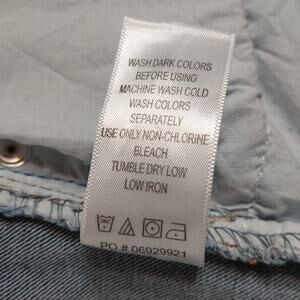 WASH DARK COLORS
BEFORE USING
MACHINE WASH COLD
WASH COLORS
SEPARATELY
USE ONLY NON-CHLORINE
BLEACH
TUMBLE DRY LOW
LOW IRON
PO.# 06929921